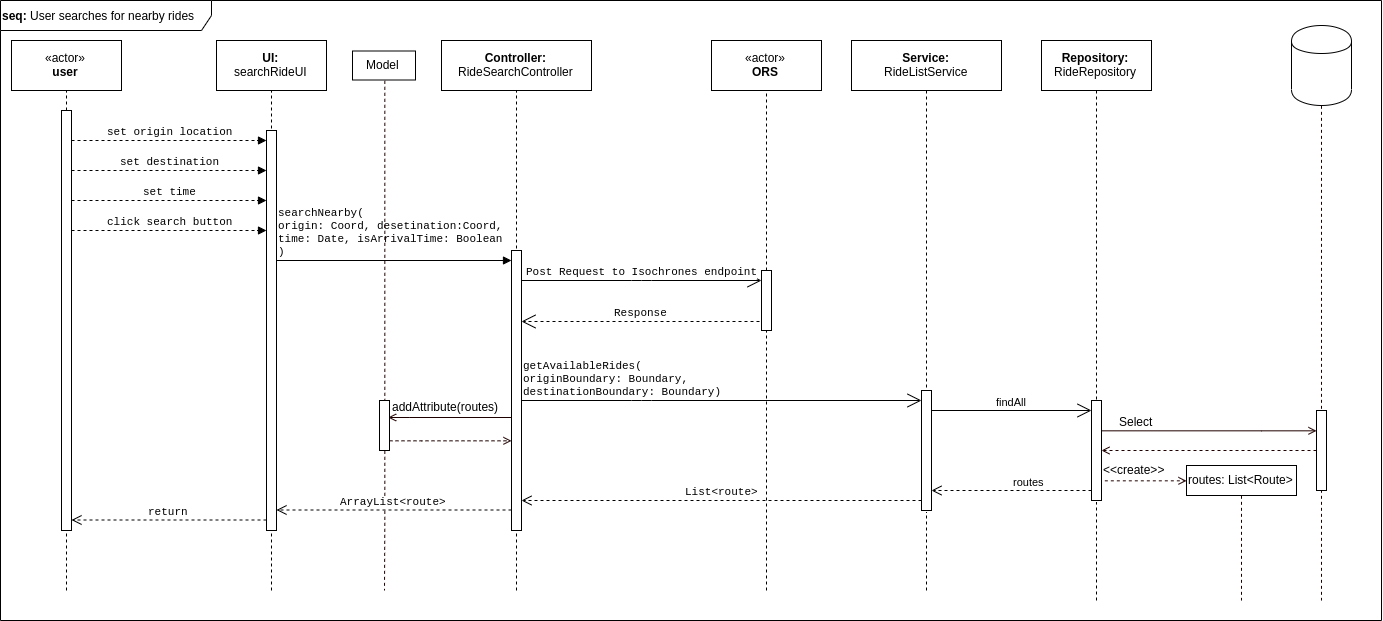 seq: User searches for nearby rides
«actor»
user
UI:
searchRideUI
Model
Controller:
RideSearchController
«actor»
ORS
Service:
RideListService
Repository:
RideRepository
set origin location
set destination
set time
click search button
searchNearby(
origin: Coord, desetination:Coord,
time: Date, isArrivalTime: Boolean
)
Post Request to Isochrones endpoint
Response
getAvailableRides(
originBoundary: Boundary,
destinationBoundary: Boundary)
addAttribute(routes)
findAll
Select
<<create>>
routes: List<Route>
routes
List<route>
ArrayList<route>
return